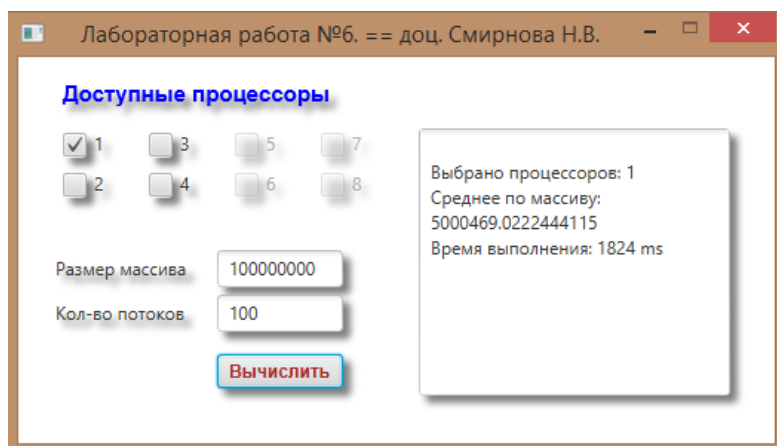 Лабораторная работа №6. == доц. Смирнова Н.В.
Доступные процессоры
1 3 5 7
2 4 6 8
Размер массива 100000000
Кол-во потоков 100
Вычислить
Выбрано процессоров: 1
Среднее по массиву:
5000469.0222444115
Время выполнения: 1824 ms